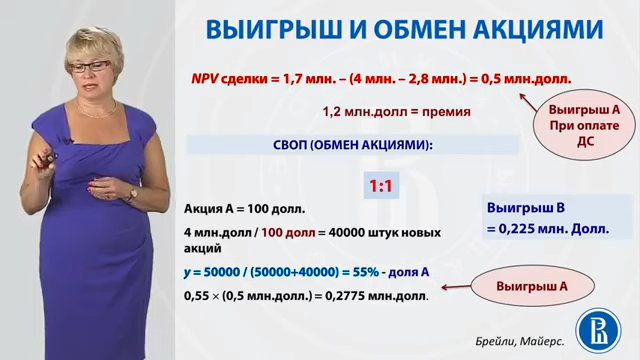 ВЫИГРЫШ И ОБМЕН АКЦИЯМИ
NPV сделки = 1,7 млн. – (4 млн. – 2,8 млн.) = 0,5 млн.долл.
1,2 млн.долл = премия
Выигрыш А
При оплате
ДС
СВОП (ОБМЕН АКЦИЯМИ):
1:1
Акция А = 100 долл.
4 млн.долл / 100 долл = 40000 штук новых
акций
y = 50000 / (50000+40000) = 55% - доля А
0,55 × (0,5 млн.долл.) = 0,2775 млн.долл.
Выигрыш В
= 0,225 млн. Долл.
Выигрыш А
Брейли, Майерс.